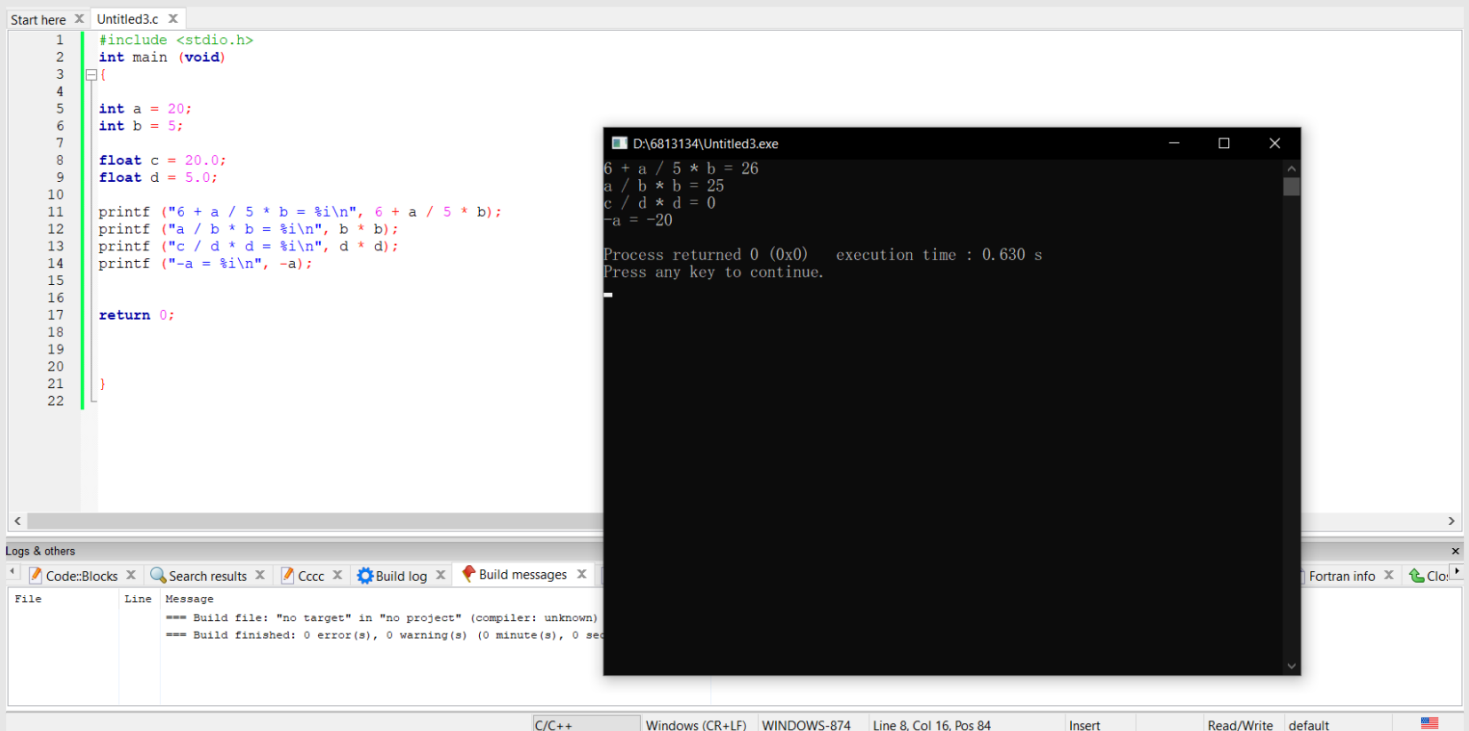 Start here X Untitled3.c X
1 #include <stdio.h>
2 int main (void)
3 {
4
5 int a = 20;
6 int b = 5;
7
8 float c = 20.0;
9 float d = 5.0;
10
11 printf ("6 + a / 5 * b = %i\n", 6 + a / 5 * b);
12 printf ("a / b * b = %i\n", b * b);
13 printf ("c / d * d = %i\n", d * d);
14 printf ("-a = %i\n", -a);
15
16
17 return 0;
18
19
20
21 }
22
D:\6813134\Untitled3.exe
6 + a / 5 * b = 26
a / b * b = 25
c / d * d = 0
-a = -20
Process returned 0 (0x0) execution time : 0.630 s
Press any key to continue.
Logs & others
Code::Blocks X Search results X Cccc X Build log X Build messages X Fortran info X
File Line Message
=== Build file: "no target" in "no project" (compiler: unknown)
=== Build finished: 0 error(s), 0 warning(s) (0 minute(s), 0
C/C++ Windows (CR+LF) WINDOWS-874 Line 8, Col 16, Pos 84 Insert Read/Write default